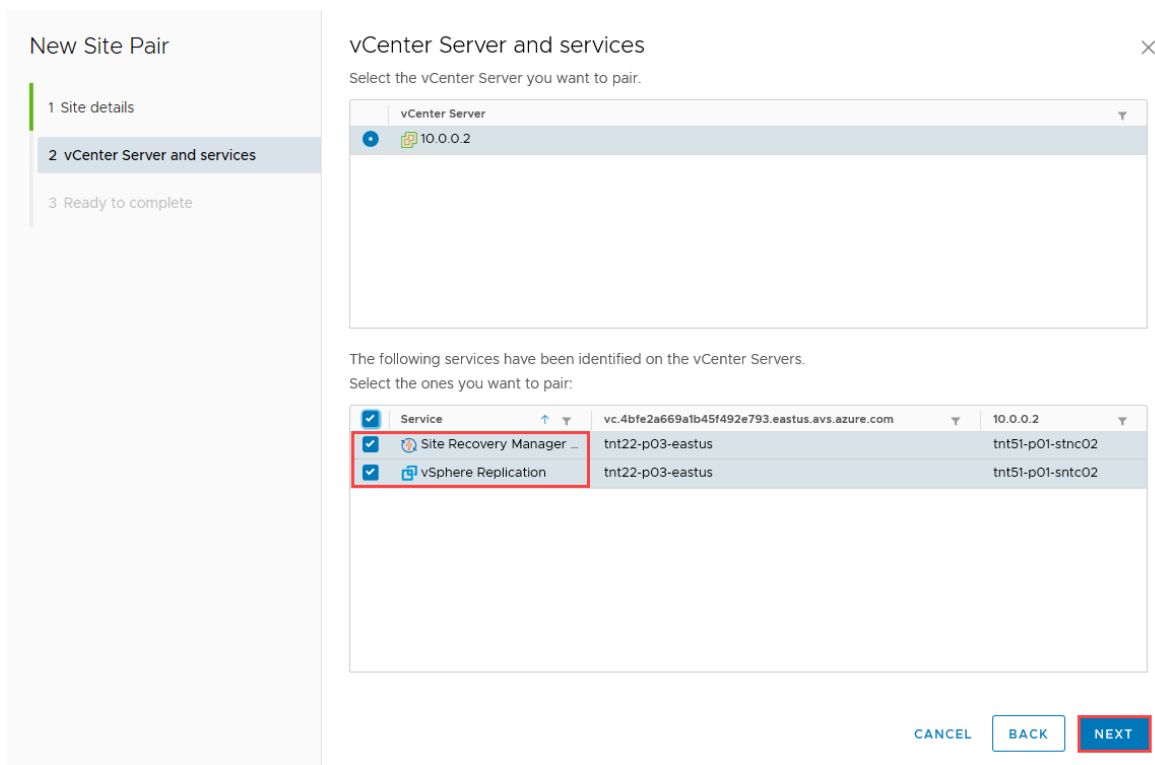 New Site Pair
1 Site details
2 vCenter Server and services
3 Ready to complete
vCenter Server and services
Select the vCenter Server you want to pair.
vCenter Server
10.0.0.2
The following services have been identified on the vCenter Servers.
Select the ones you want to pair:
Service vc.4bfe2a669a1b45f492e793.eastus.avs.azure.com 10.0.0.2
Site Recovery Manager ... tnt22-p03-eastus tnt51-p01-stnc02
vSphere Replication tnt22-p03-eastus tnt51-p01-sntc02
CANCEL BACK NEXT